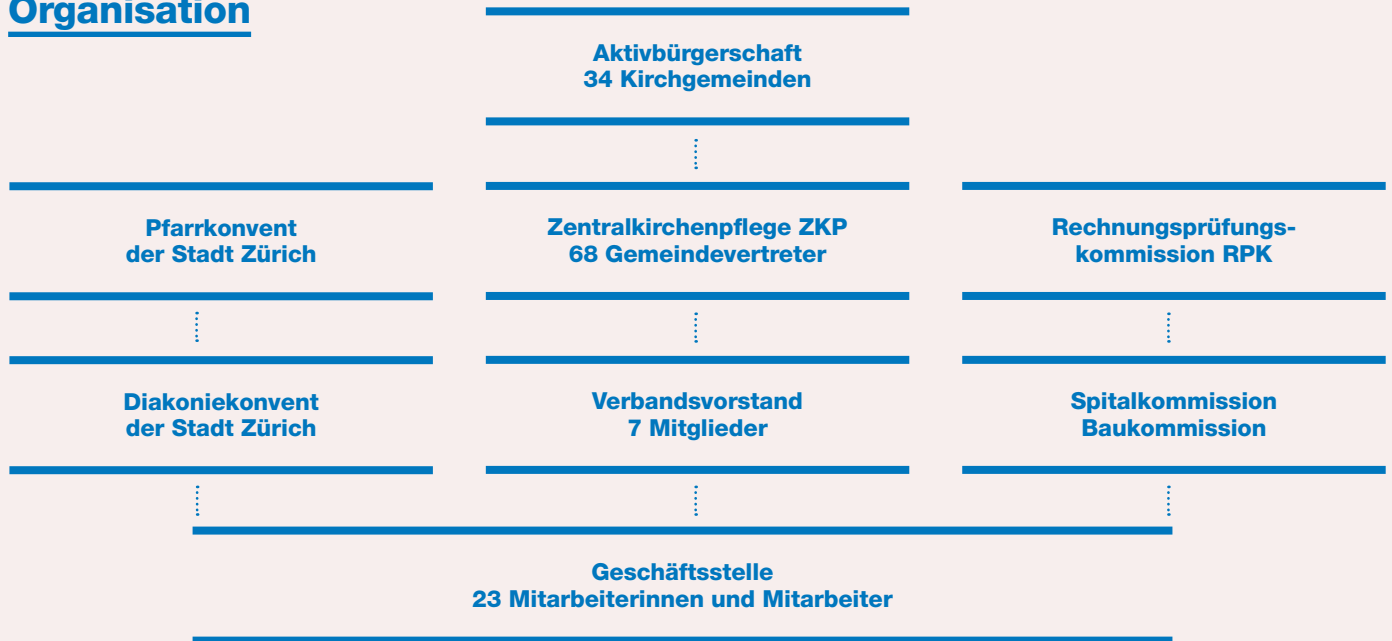 Organisation
Aktivbürgerschaft
34 Kirchgemeinden
Pfarrkonvent
der Stadt Zürich
Zentralkirchenpflege ZKP
68 Gemeindevertreter
Rechnungsprüfungs-
kommission RPK
Diakoniekonvent
der Stadt Zürich
Verbandsvorstand
7 Mitglieder
Spitalkommission
Baukommission
Geschäftsstelle
23 Mitarbeiterinnen und Mitarbeiter